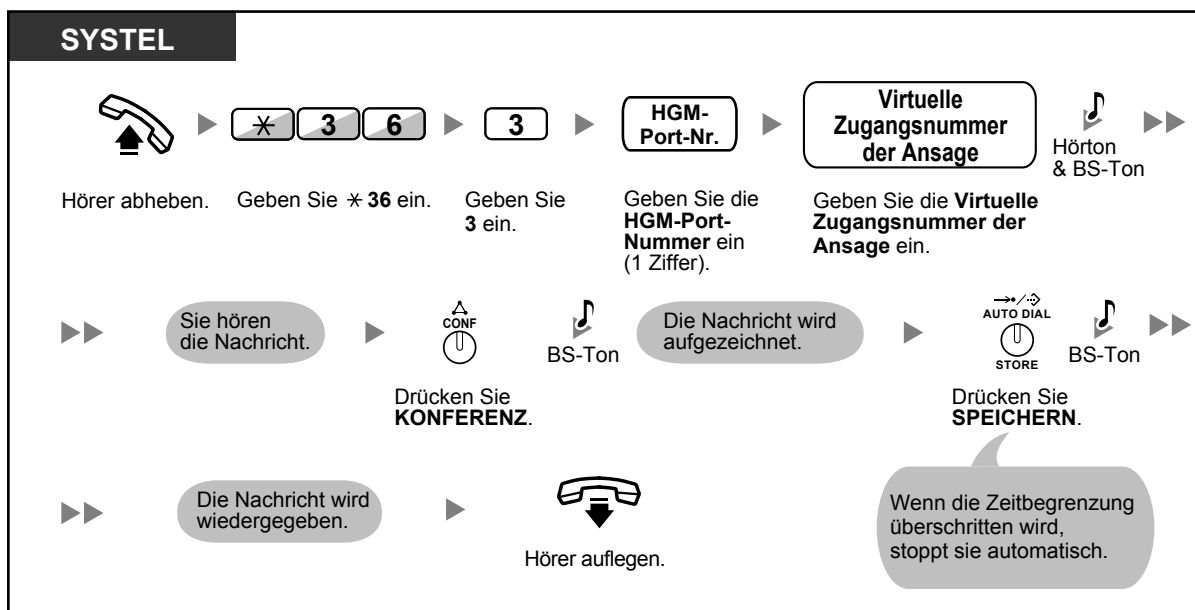 SYSTEL
✳ 3 6
3
HGM-
Port-Nr.
Virtuelle
Zugangsnummer
der Ansage
Hörton
& BS-Ton
Hörer abheben.
Geben Sie ✳ 36 ein.
Geben Sie
3 ein.
Geben Sie die
HGM-Port-
Nummer ein
(1 Ziffer).
Geben Sie die Virtuelle
Zugangsnummer der
Ansage ein.
Sie hören
die Nachricht.
CONF
BS-Ton
Drücken Sie
KONFERENZ.
Die Nachricht wird
aufgezeichnet.
AUTO DIAL
STORE
BS-Ton
Drücken Sie
SPEICHERN.
Wenn die Zeitbegrenzung
überschritten wird,
stoppt sie automatisch.
Die Nachricht wird
wiedergegeben.
Hörer auflegen.